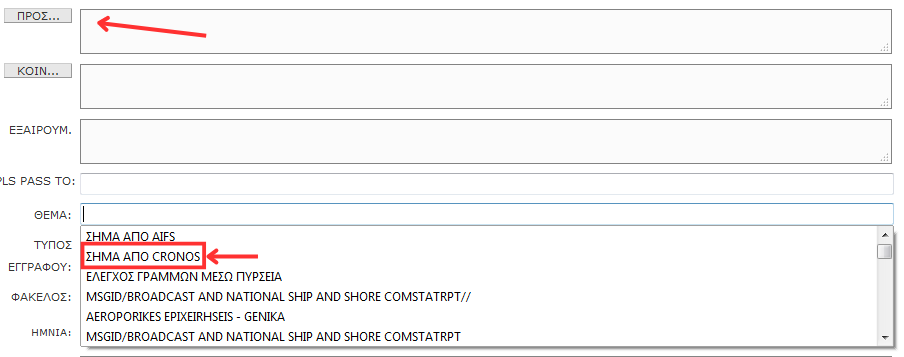 ΠΡΟΣ...
ΚΟΙΝ...
ΕΞΑΙΡΟΥΜ.
PLS PASS TO:
ΘΕΜΑ:
ΣΗΜΑ ΑΠΟ AIFS
ΤΥΠΟΣ
ΣΗΜΑ ΑΠΟ CRONOS
ΕΓΓΡΑΦΟΥ:
ΕΛΕΓΧΟΣ ΓΡΑΜΜΩΝ ΜΕΣΩ ΠΥΡΣΕΙΑ
ΦΑΚΕΛΟΣ:
MSGID/BROADCAST AND NATIONAL SHIP AND SHORE COMSTATRPT//
AEROPORIKES EPIXEIRHSEIS - GENIKA
ΗΜΝΙΑ:
MSGID/BROADCAST AND NATIONAL SHIP AND SHORE COMSTATRPT